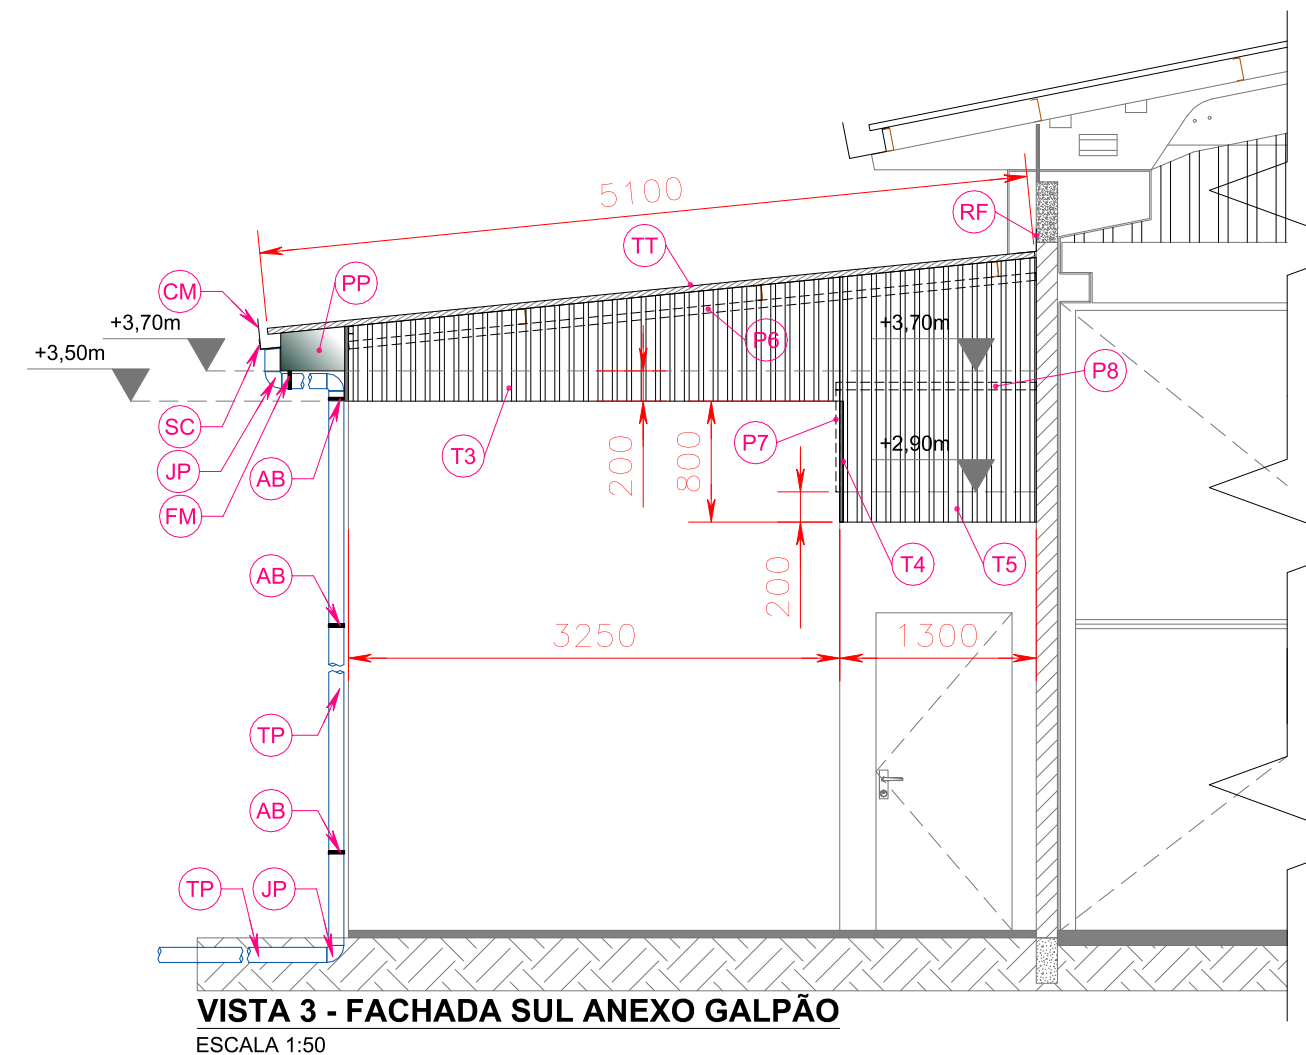 5100
RF
TT
CM
PP
+3,70m
+3,70m
+3,50m
P6
P8
SC
P7
+2,90m
T3
JP
AB
200
800
FM
T4
T5
AB
200
3250
1300
TP
AB
TP
JP
VISTA 3 - FACHADA SUL ANEXO GALPÃO
ESCALA 1:50